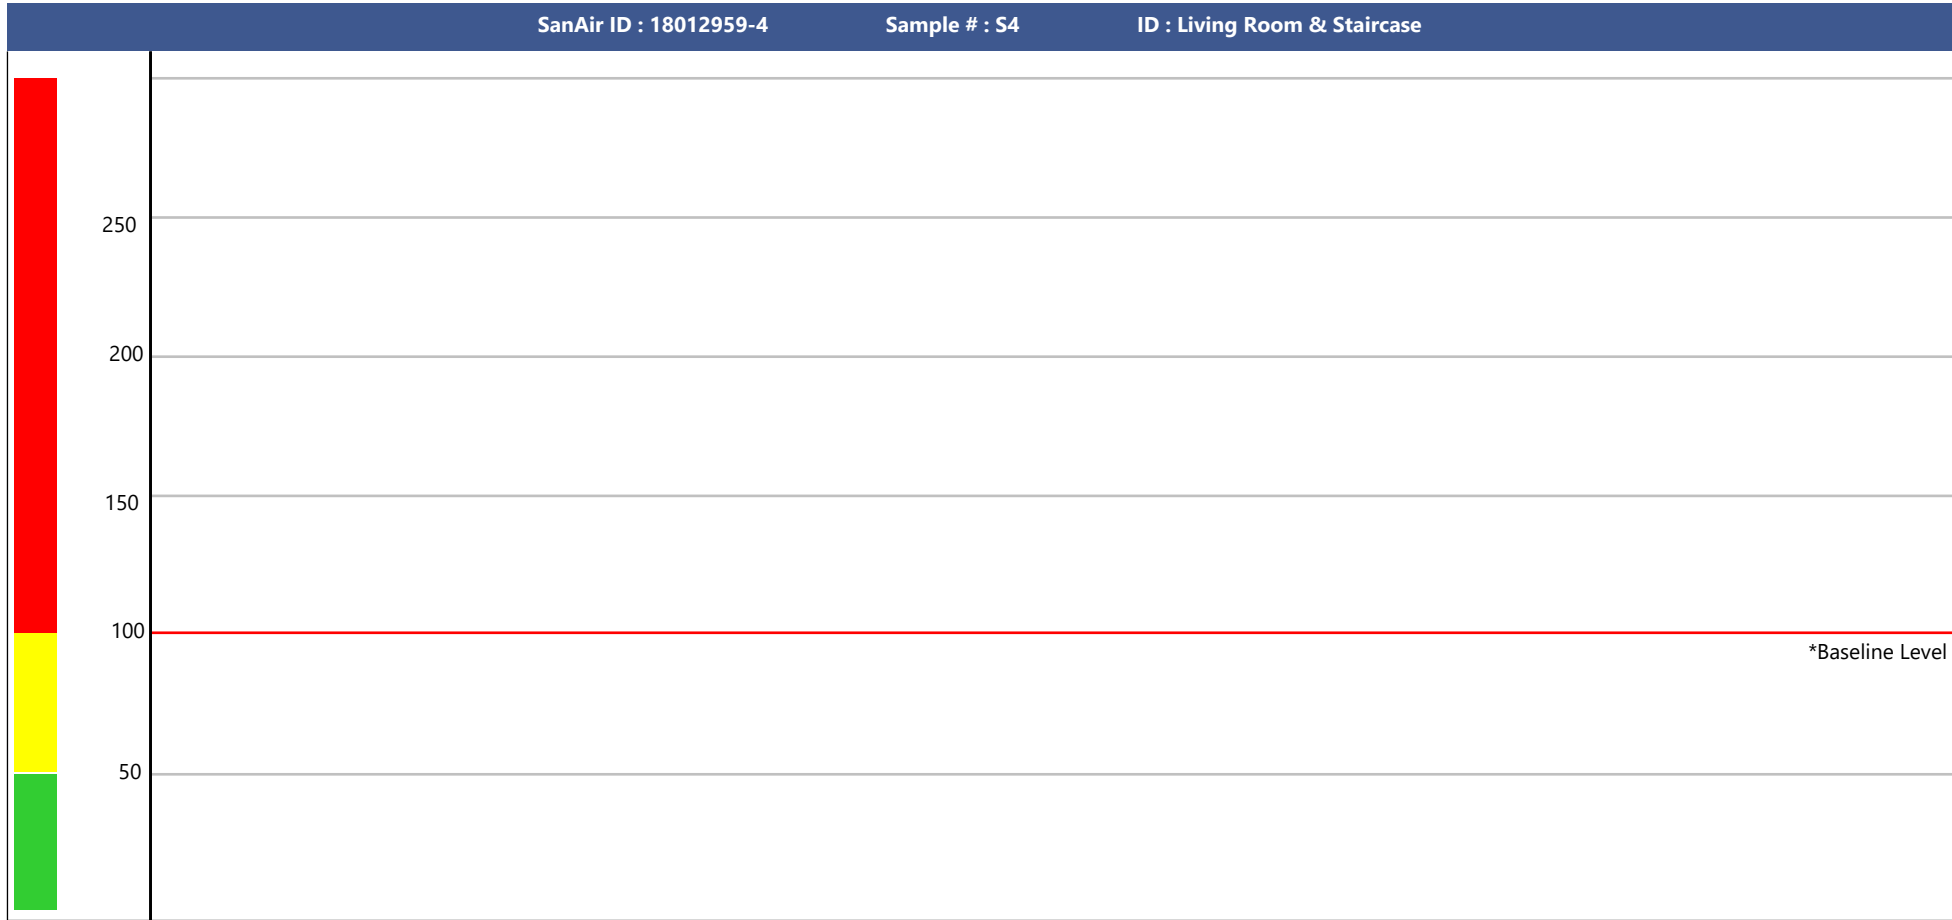 SanAir ID : 18012959-4 Sample # : S4 ID : Living Room & Staircase
250
200
150
100
*Baseline Level
50